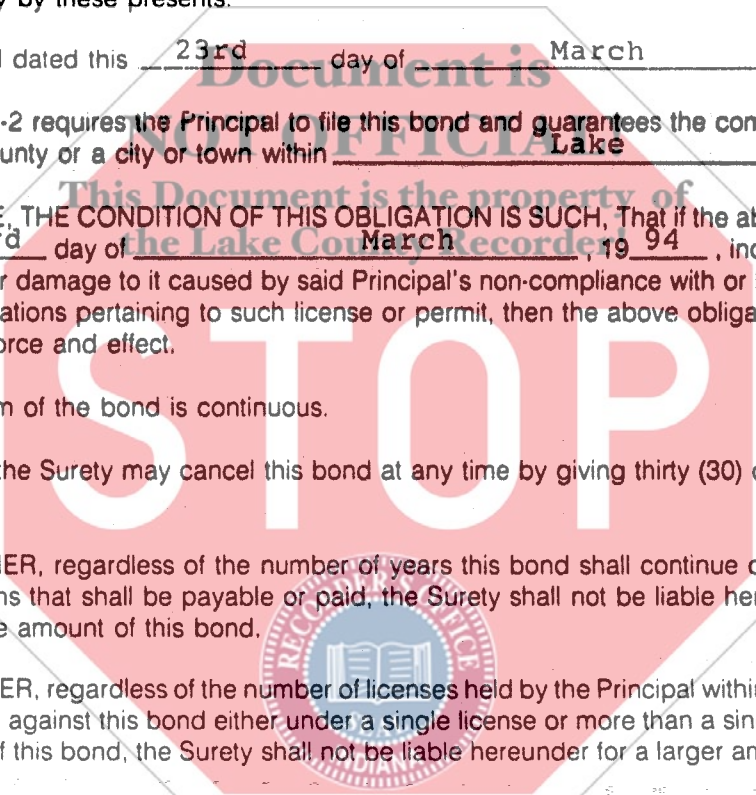 y by these presents.
d dated this 23rd day of March
Document is
-2 requires the Principal to file this bond and guarantees the com
NOT OFFICIAL
unty or a city or town within Lake
This Document is the property of
E, THE CONDITION OF THIS OBLIGATION IS SUCH, That if the ab
the Lake County Recorder!
rd day of March, 19 94, inc
r damage to it caused by said Principal's non-compliance with or
ations pertaining to such license or permit, then the above obliga
orce and effect.
m of the bond is continuous.
the Surety may cancel this bond at any time by giving thirty (30) d
STOP
ER, regardless of the number of years this bond shall continue o
ns that shall be payable or paid, the Surety shall not be liable her
e amount of this bond.
RECORDER'S OFFICE
ER, regardless of the number of licenses held by the Principal within
against this bond either under a single license or more than a sin
SEAL
f this bond, the Surety shall not be liable hereunder for a larger am
INDIANA